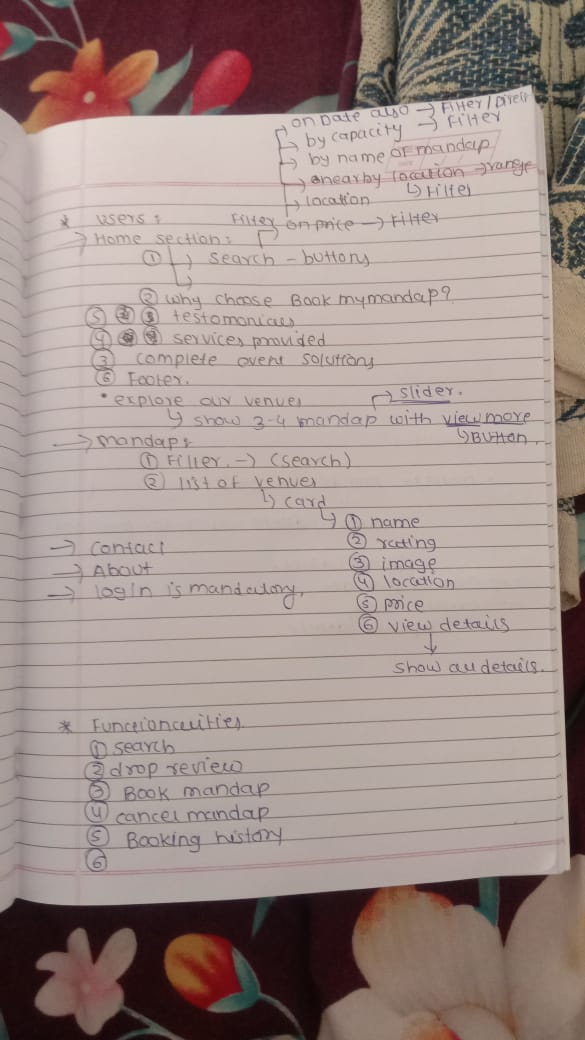 on Date also → Filter / Direct
by capacity → Filter
by name of mandap
nearby location → range
↳ Filter
location
* users: Filter on price → Filter
→ Home section:
① search - buttons
② why choose Book mymandap?
⑤ testomonials
④ services provided
③ complete event solutions
⑥ Footer.
• explore our venues → slider.
↳ show 3-4 mandap with view more
↳ Button.
→ mandaps
① Filter. → (search)
② list of venues
↳ card
↳ ① name
→ contact ② rating
→ About ③ image
→ login is mandatory, ④ location
⑤ price
⑥ view details
↓
show all details.
* Functionalities
① search
② drop review
③ Book mandap
④ cancel mandap
⑤ Booking history
⑥